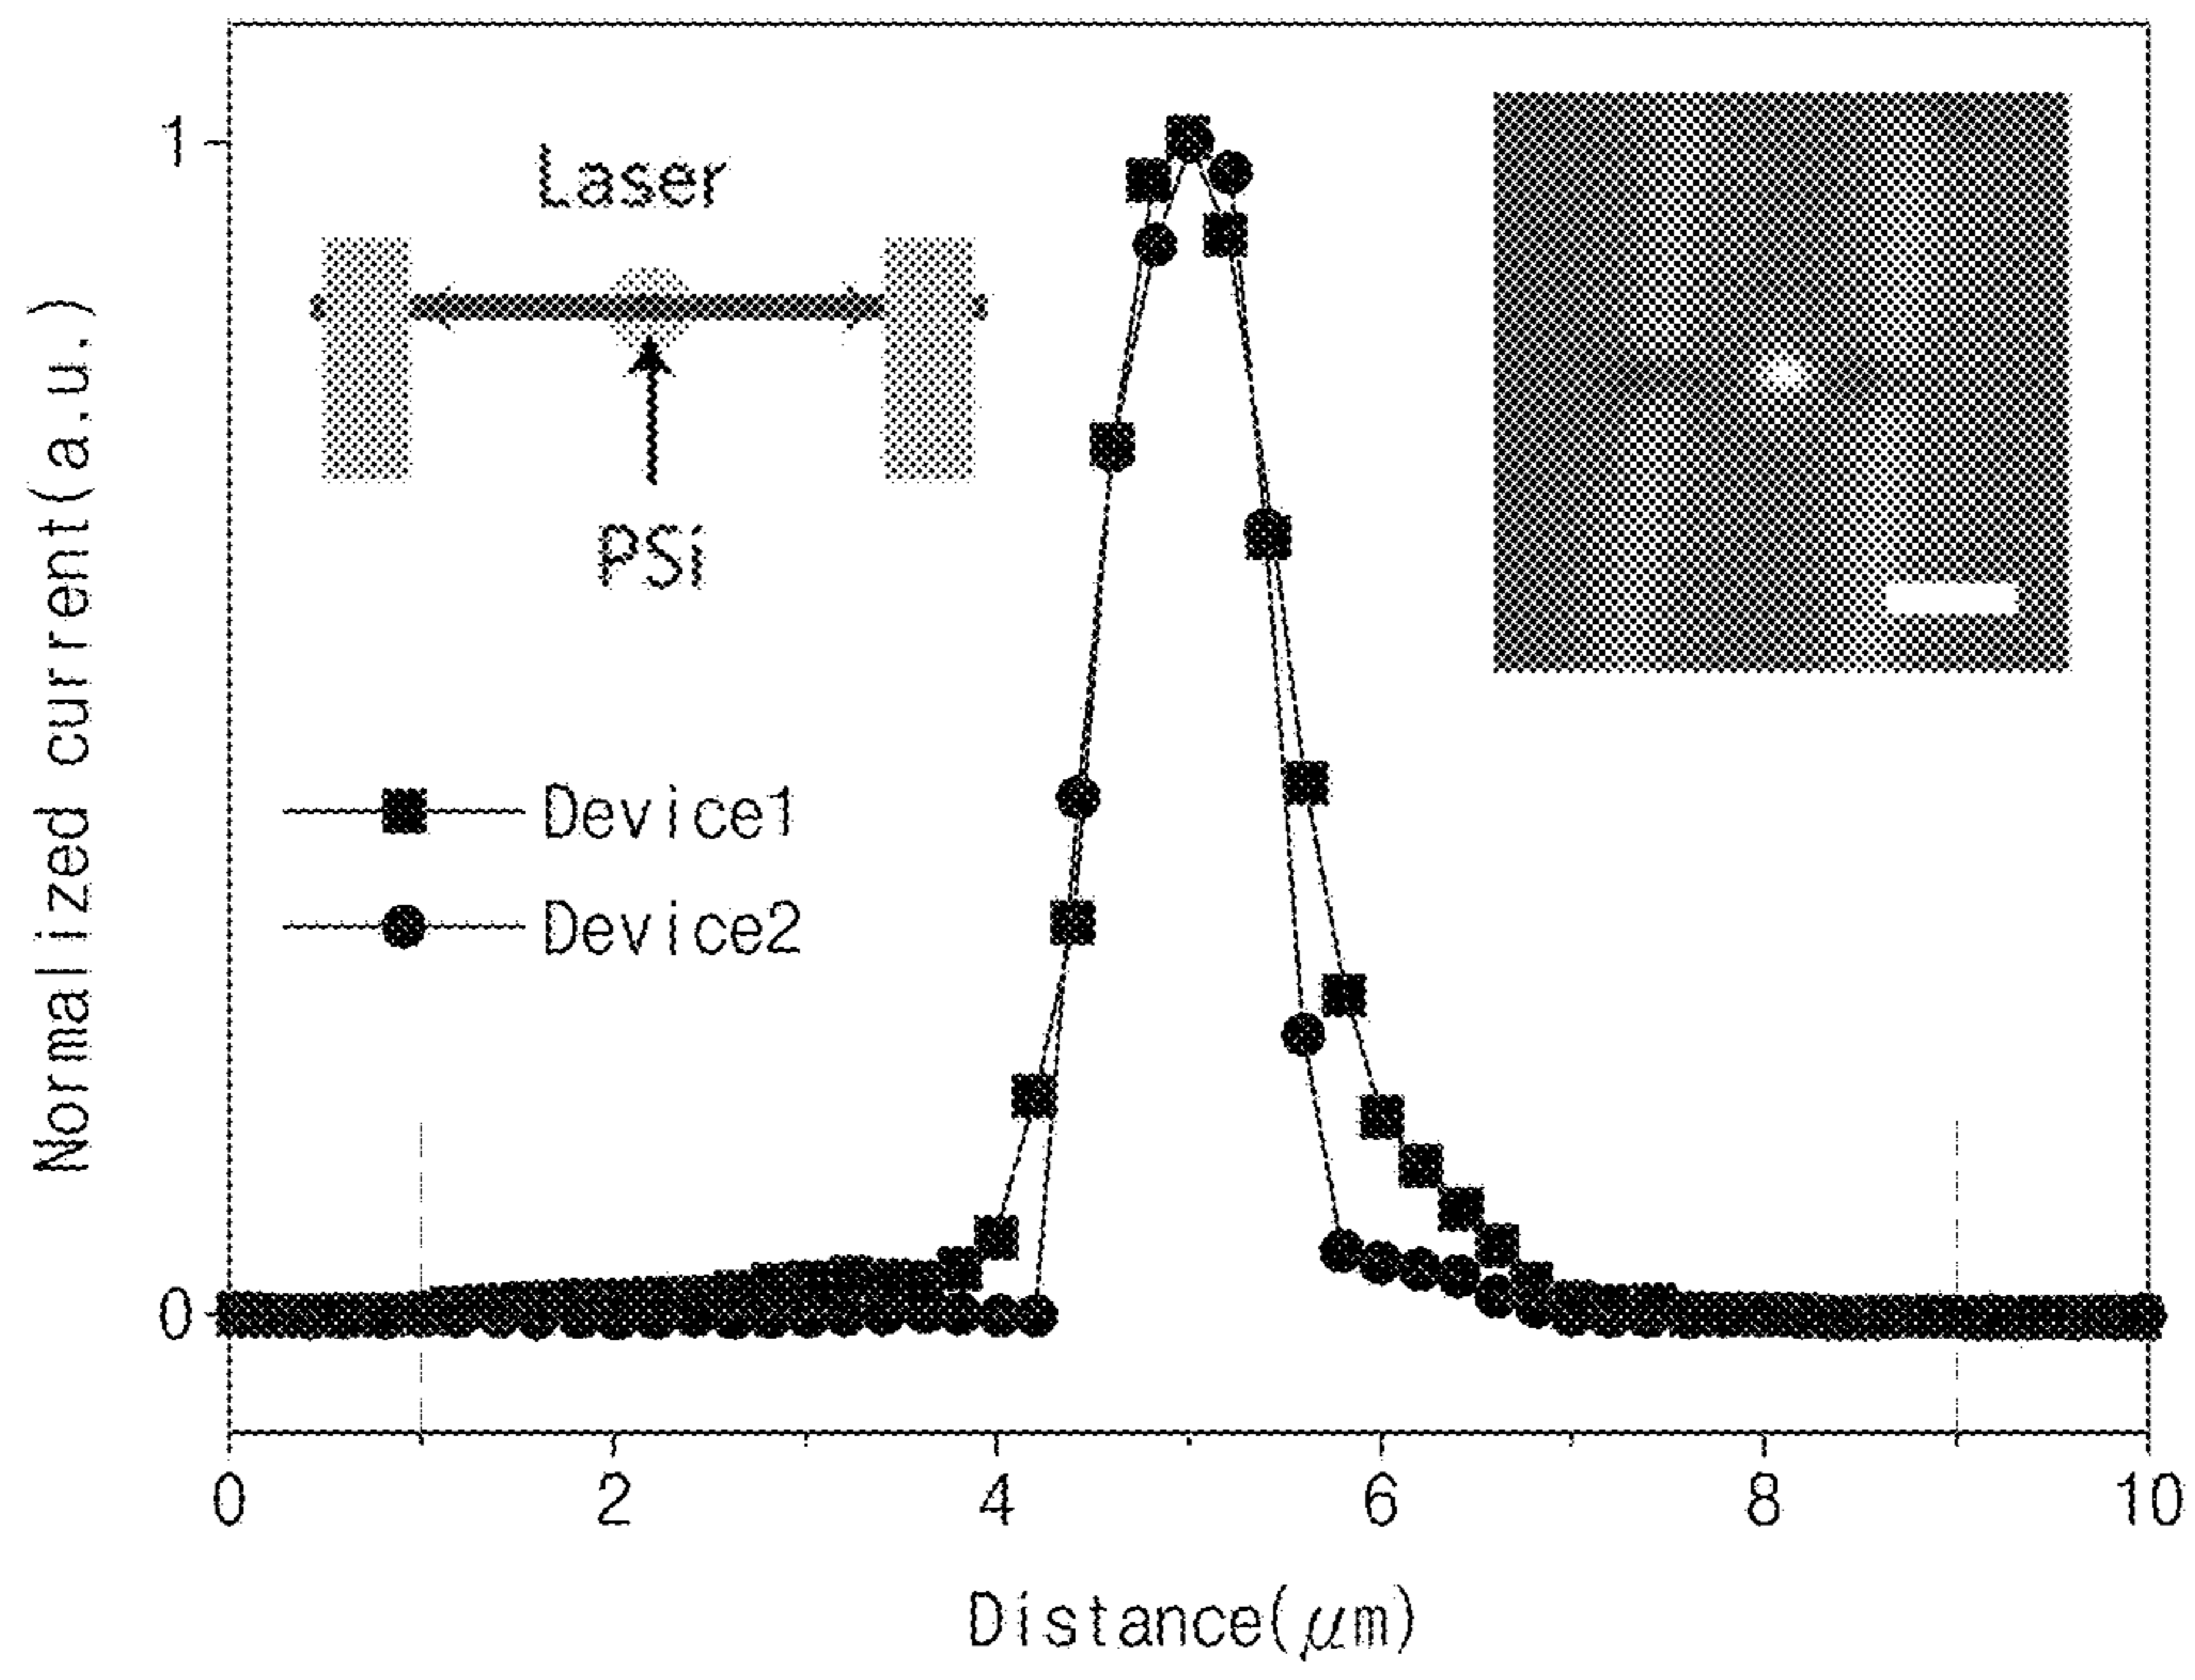 Normalized current(a.u.)
1
0
Laser
PSi
Device1
Device2
0 2 4 6 8 10
Distance(μm)